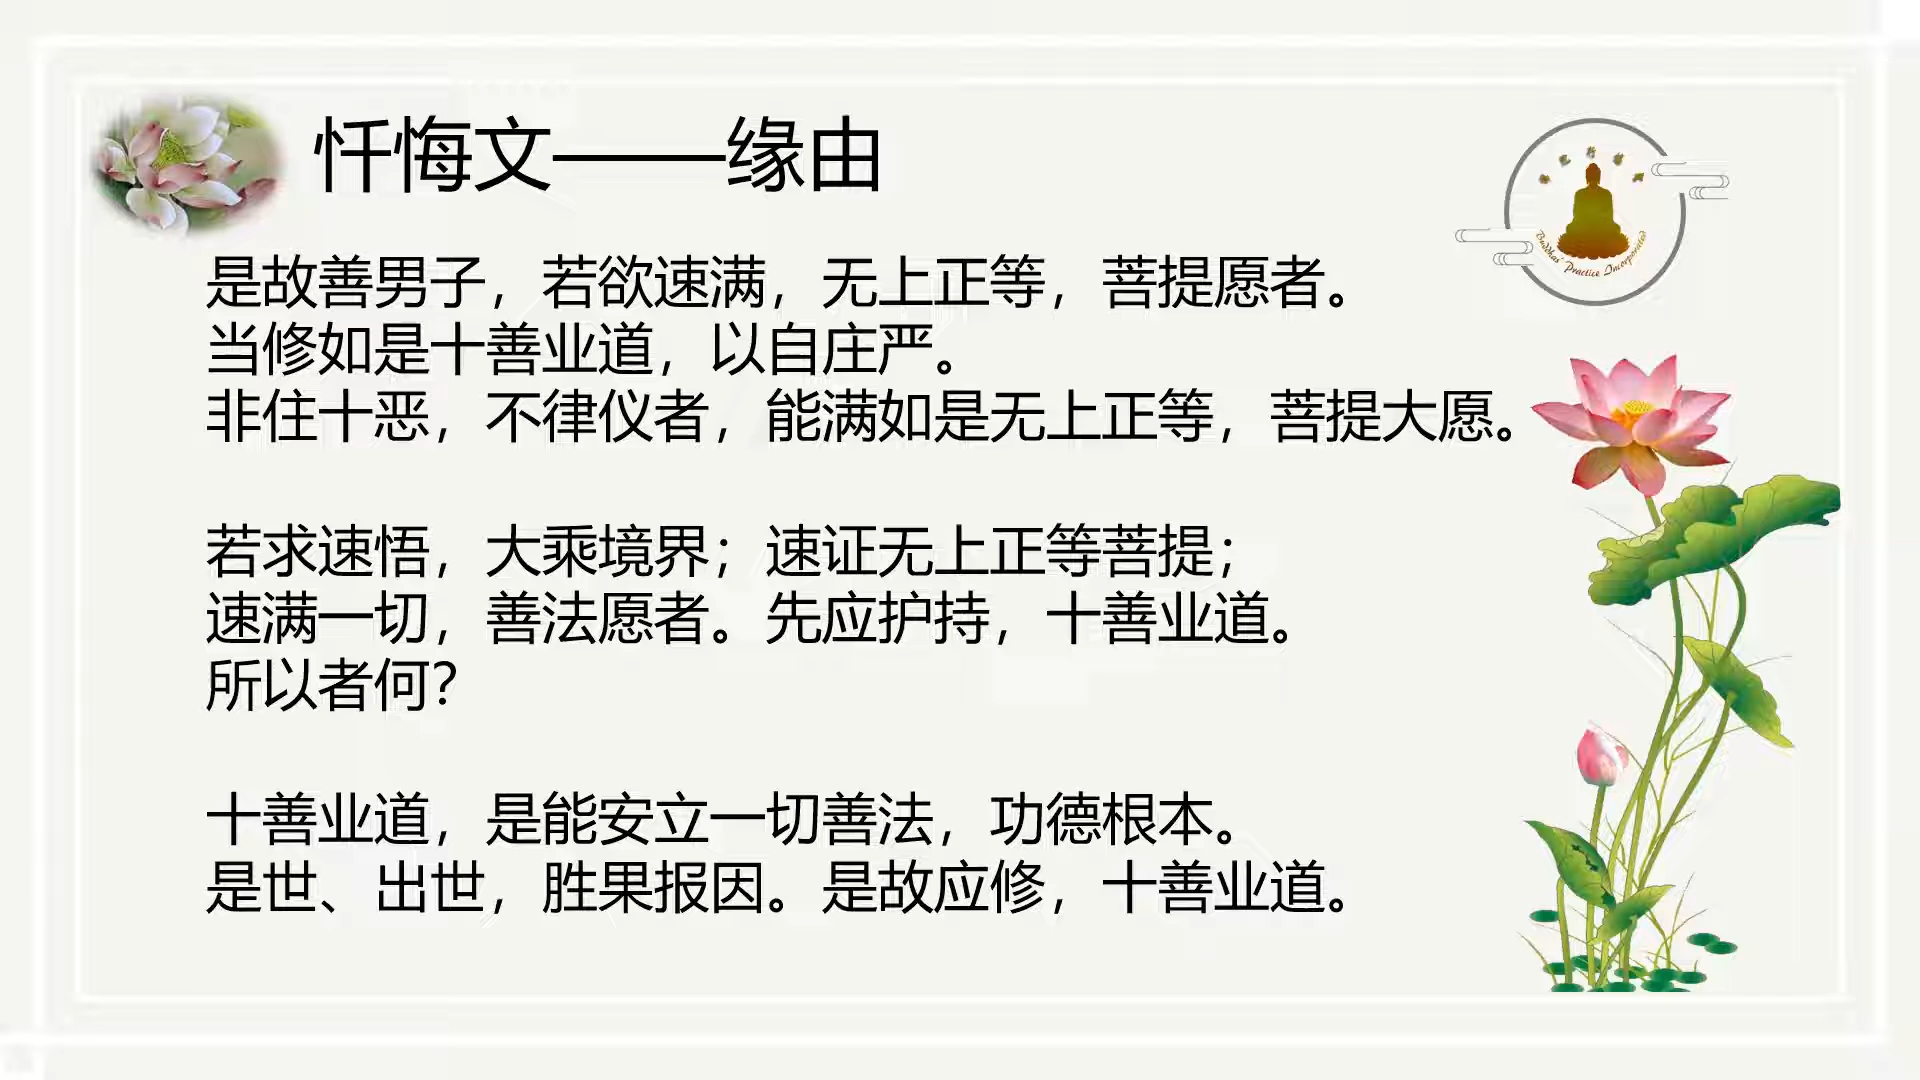 忏悔文——缘由
是故善男子，若欲速满，无上正等，菩提愿者。
当修如是十善业道，以自庄严。
非住十恶，不律仪者，能满如是无上正等，菩提大愿。
若求速悟，大乘境界；速证无上正等菩提；
速满一切，善法愿者。先应护持，十善业道。
所以者何？
十善业道，是能安立一切善法，功德根本。
是世、出世，胜果报因。是故应修，十善业道。
Buddhas' Practice Incorporated